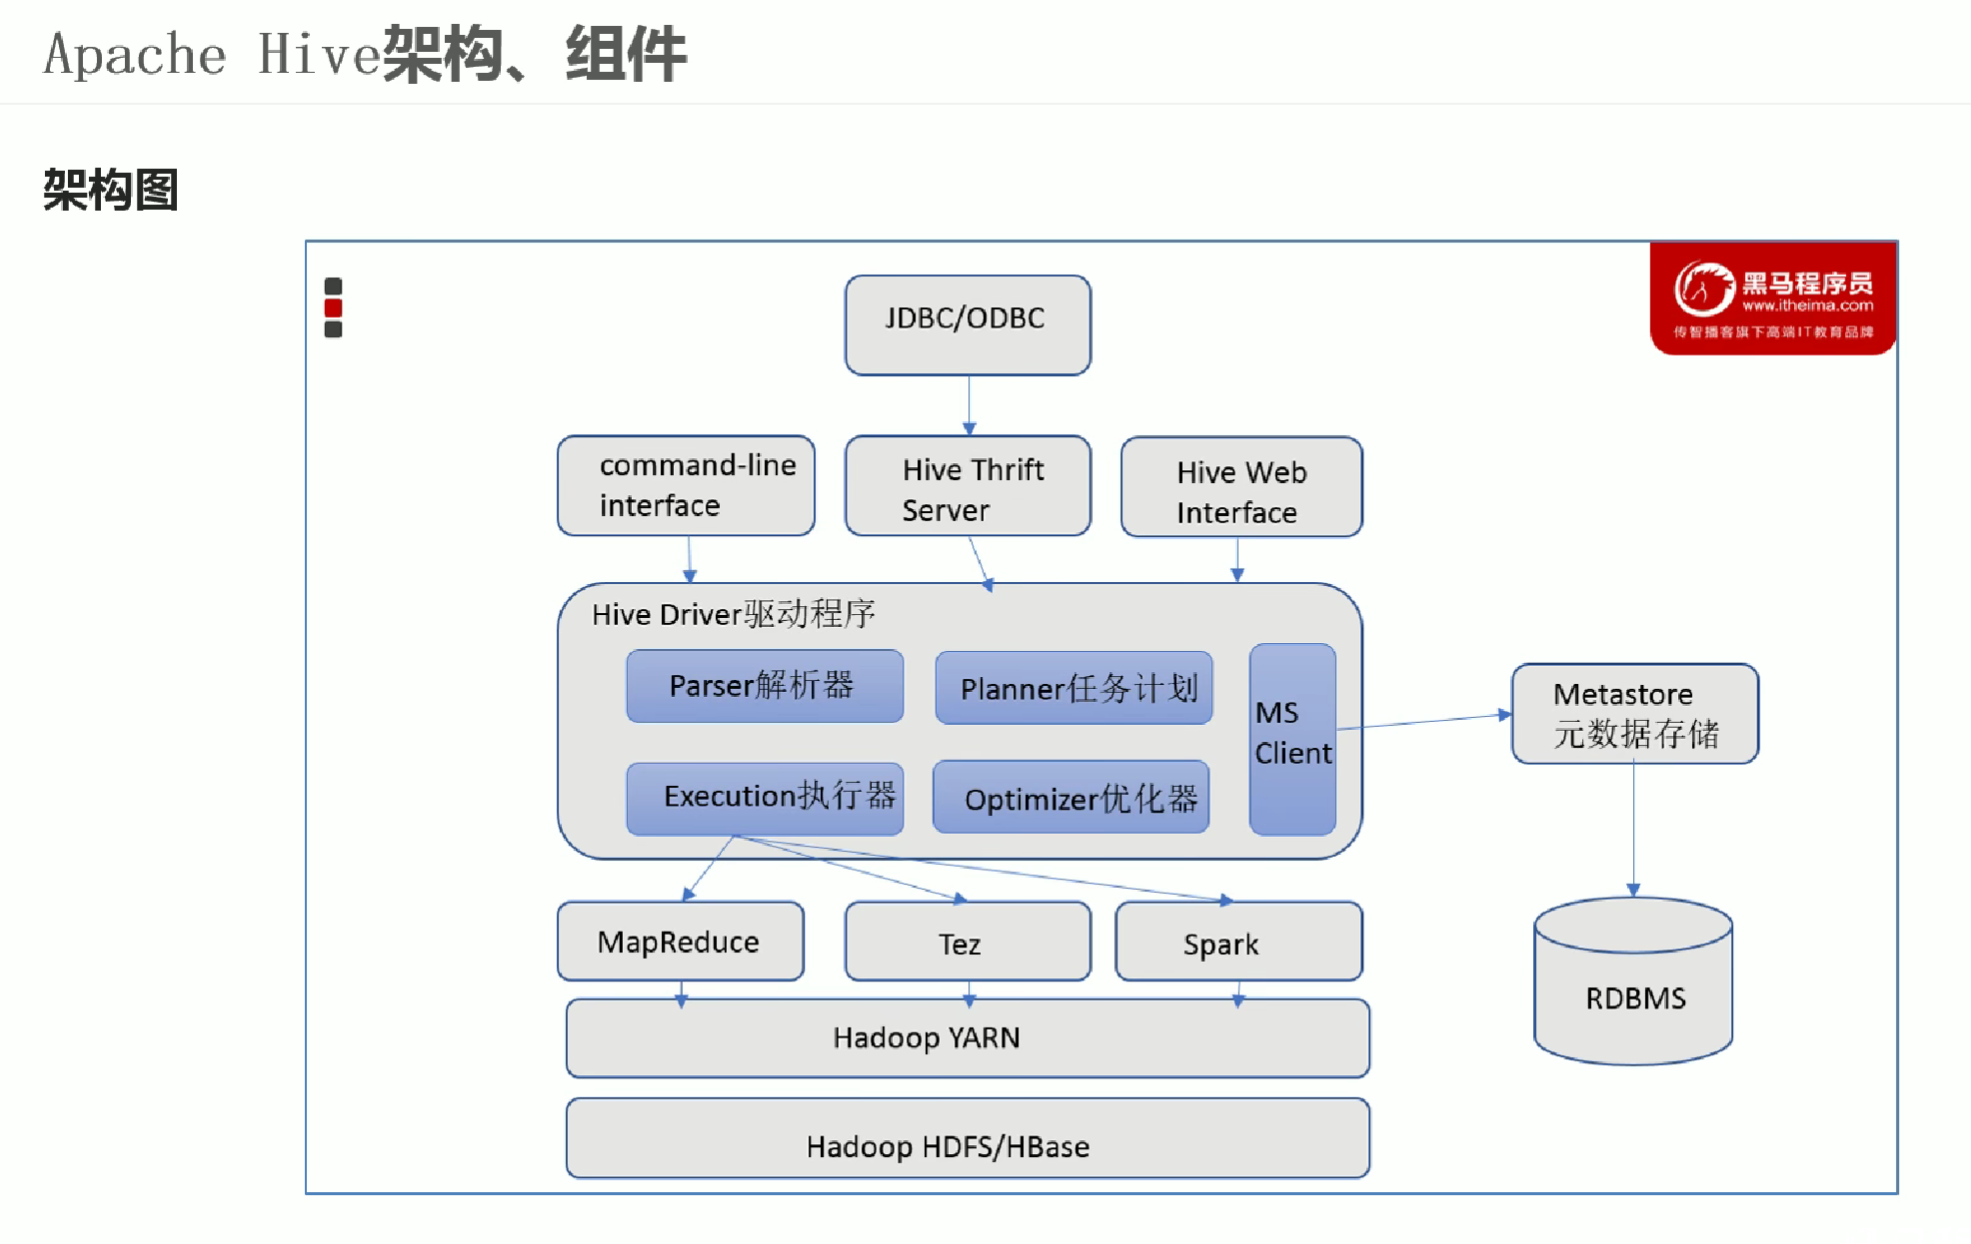 Apache Hive架构、组件
架构图
黑马程序员
www.itheima.com
传智播客旗下高端IT教育品牌
JDBC/ODBC
command-line
interface
Hive Thrift
Server
Hive Web
Interface
Hive Driver驱动程序
Parser解析器
Planner任务计划
MS
Client
Execution执行器
Optimizer优化器
Metastore
元数据存储
MapReduce
Tez
Spark
RDBMS
Hadoop YARN
Hadoop HDFS/HBase